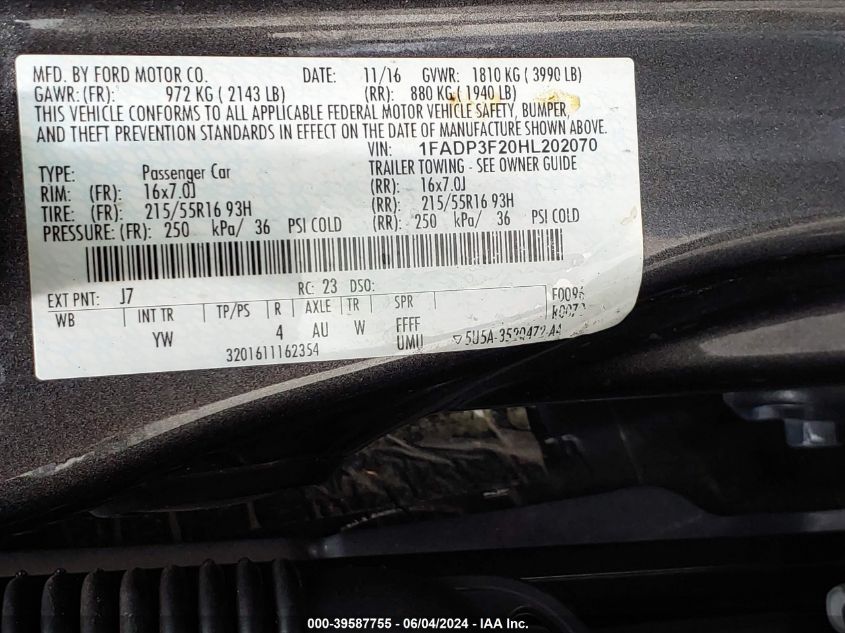 MFD. BY FORD MOTOR CO. DATE: 11/16 GVWR: 1810 KG ( 3990 LB)
GAWR:(FR): 972 KG ( 2143 LB) (RR): 880 KG ( 1940 LB)
THIS VEHICLE CONFORMS TO ALL APPLICABLE FEDERAL MOTOR VEHICLE SAFETY, BUMPER,
AND THEFT PREVENTION STANDARDS IN EFFECT ON THE DATE OF MANUFACTURE SHOWN ABOVE.
VIN: 1FADP3F20HL202070
TYPE: Passenger Car TRAILER TOWING - SEE OWNER GUIDE
RIM: (FR): 16x7.0J (RR): 16x7.0J
TIRE: (FR): 215/55R16 93H (RR): 215/55R16 93H
PRESSURE: (FR): 250 kPa/ 36 PSI COLD (RR): 250 kPa/ 36 PSI COLD
EXT PNT: J7 RC: 23 DSO: F0096
WB INT TR TP/PS R AXLE TR SPR
YW 4 AU W FFFF
3201611162354 UMU
000-39587755 - 06/04/2024 - IAA Inc.